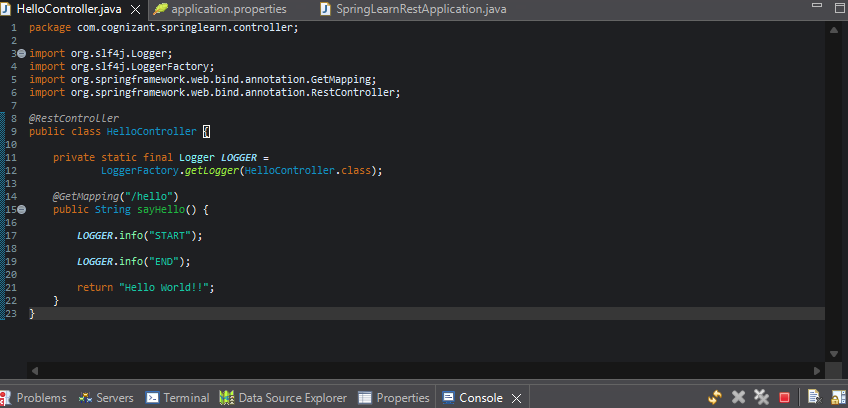 HelloController.java application.properties SpringLearnRestApplication.java
1 package com.cognizant.springlearn.controller;
2
3 import org.slf4j.Logger;
4 import org.slf4j.LoggerFactory;
5 import org.springframework.web.bind.annotation.GetMapping;
6 import org.springframework.web.bind.annotation.RestController;
7
8 @RestController
9 public class HelloController {
10
11     private static final Logger LOGGER =
12             LoggerFactory.getLogger(HelloController.class);
13
14     @GetMapping("/hello")
15     public String sayHello() {
16
17         LOGGER.info("START");
18
19         LOGGER.info("END");
20
21         return "Hello World!!";
22     }
23 }
Problems Servers Terminal Data Source Explorer Properties Console